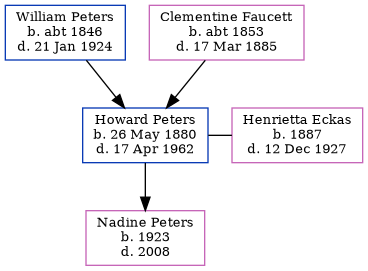 William Peters
b. abt 1846
d. 21 Jan 1924
Clementine Faucett
b. abt 1853
d. 17 Mar 1885
Howard Peters
b. 26 May 1880
d. 17 Apr 1962
Henrietta Eckas
b. 1887
d. 12 Dec 1927
Nadine Peters
b. 1923
d. 2008